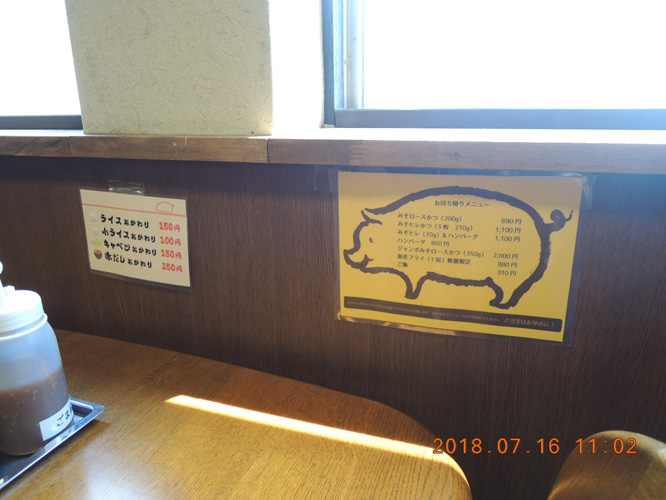 ライスおかわり 150円
小ライスおかわり 100円
キャベツおかわり 150円
赤だしおかわり 250円
お持ち帰りメニュー
みそロースかつ (200g) 890円
みそヒレかつ (3枚 210g) 1,100円
みそヒレ (70g) & ハンバーグ 1,100円
ハンバーグ 850円
ジャンボみそロースかつ (350g) 2,000円
海老フライ (1尾) 数量限定 880円
ご飯 310円
ご注文はお早めに!
ごま
2018.07.16 11:02